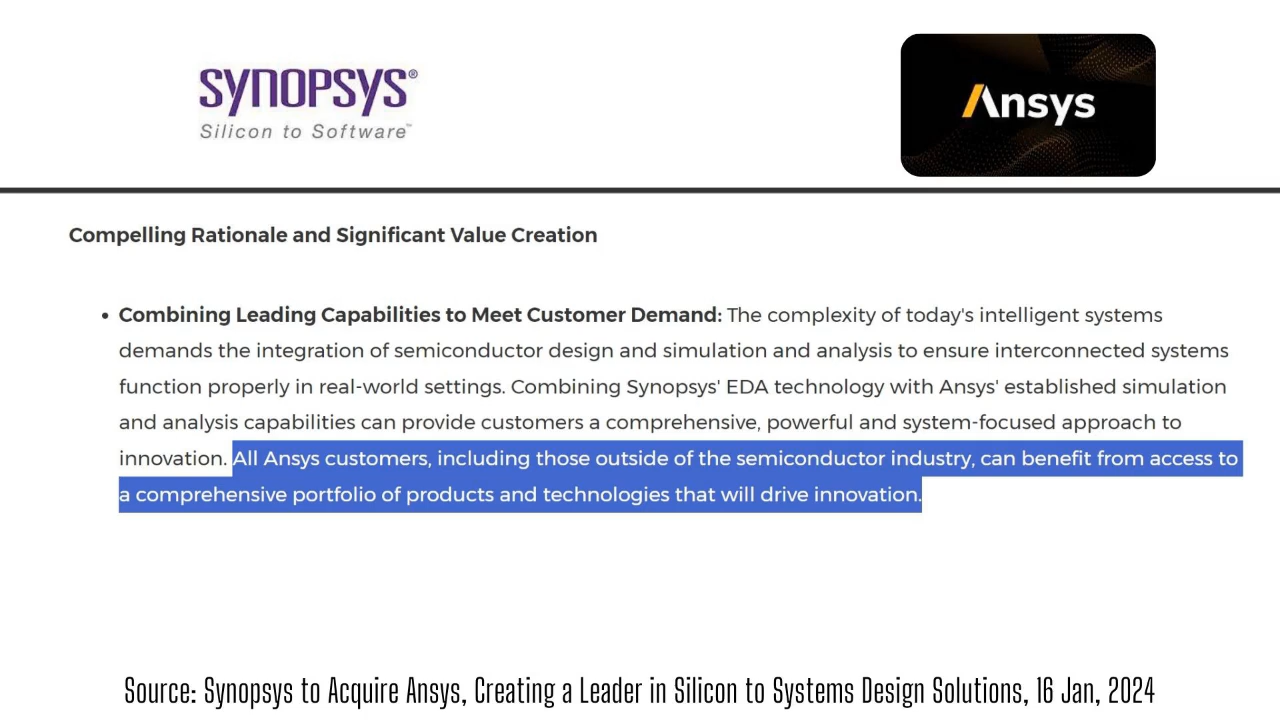 SYNOPSYS®
Silicon to Software™
Ansys
Compelling Rationale and Significant Value Creation
• Combining Leading Capabilities to Meet Customer Demand: The complexity of today's intelligent systems
demands the integration of semiconductor design and simulation and analysis to ensure interconnected systems
function properly in real-world settings. Combining Synopsys' EDA technology with Ansys' established simulation
and analysis capabilities can provide customers a comprehensive, powerful and system-focused approach to
innovation. All Ansys customers, including those outside of the semiconductor industry, can benefit from access to
a comprehensive portfolio of products and technologies that will drive innovation.
Source: Synopsys to Acquire Ansys, Creating a Leader in Silicon to Systems Design Solutions, 16 Jan, 2024